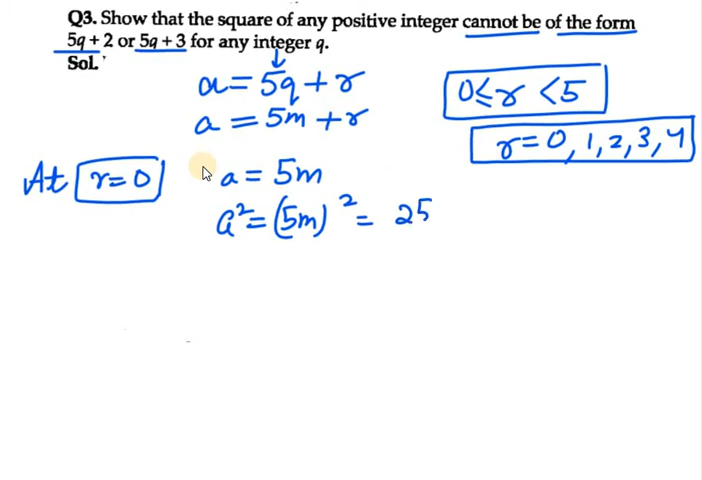 Q3. Show that the square of any positive integer cannot be of the form
5q + 2 or 5q + 3 for any integer q.
Sol.
a = 5q + r
0 ≤ r < 5
a = 5m + r
r = 0, 1, 2, 3, 4
At r = 0 a = 5m
a² = (5m)² = 25